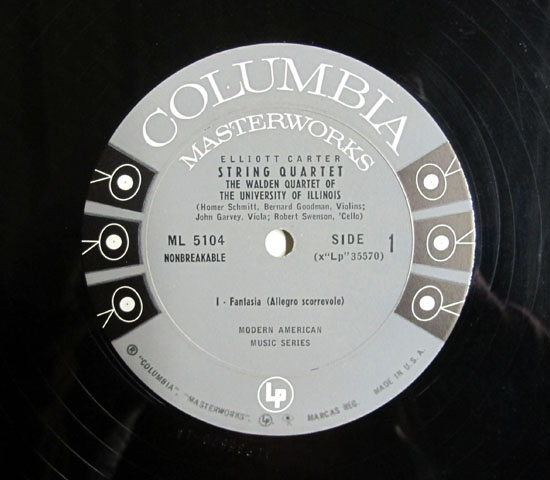 COLUMBIA
MASTERWORKS
ELLIOTT CARTER
STRING QUARTET
THE WALDEN QUARTET OF
THE UNIVERSITY OF ILLINOIS
(Homer Schmitt, Bernard Goodman, Violins;
John Garvey, Viola; Robert Swenson, 'Cello)
ML 5104
NONBREAKABLE
SIDE 1
(x"Lp"35570)
I - Fantasia (Allegro scorrevole)
MODERN AMERICAN
MUSIC SERIES
LP
® "COLUMBIA", "MASTERWORKS", MARCAS REG. MADE IN U.S.A.